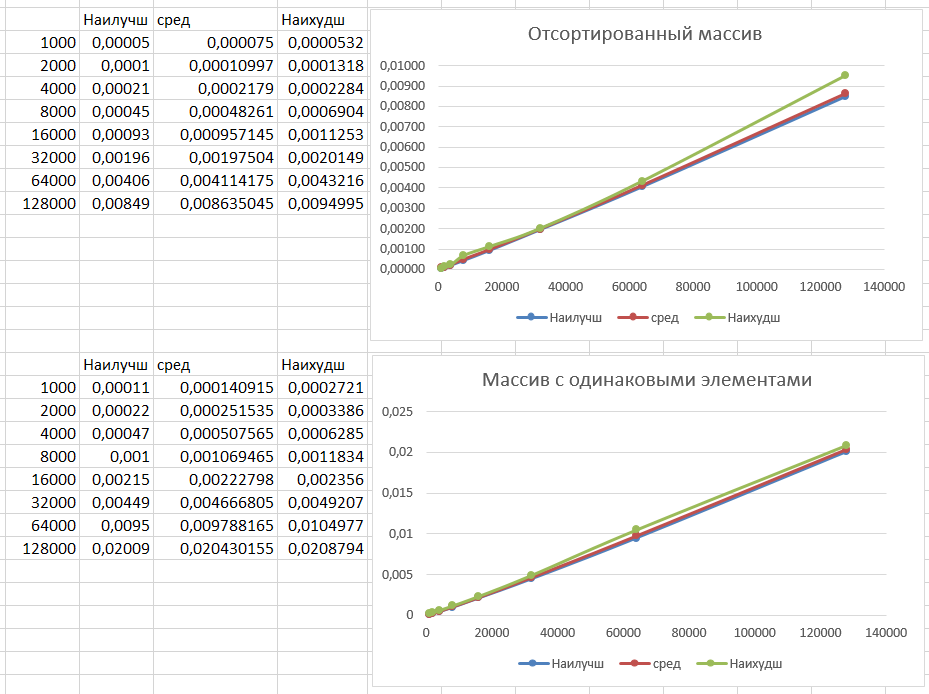 Наилучш сред Наихудш
1000 0,00005 0,000075 0,0000532
2000 0,0001 0,00010997 0,0001318
4000 0,00021 0,0002179 0,0002284
8000 0,00045 0,00048261 0,0006904
16000 0,00093 0,000957145 0,0011253
32000 0,00196 0,00197504 0,0020149
64000 0,00406 0,004114175 0,0043216
128000 0,00849 0,008635045 0,0094995
Отсортированный массив
0,01000
0,00900
0,00800
0,00700
0,00600
0,00500
0,00400
0,00300
0,00200
0,00100
0,00000
0 20000 40000 60000 80000 100000 120000 140000
Наилучш сред Наихудш
Наилучш сред Наихудш
1000 0,00011 0,000140915 0,0002721
2000 0,00022 0,000251535 0,0003386
4000 0,00047 0,000507565 0,0006285
8000 0,001 0,001069465 0,0011834
16000 0,00215 0,00222798 0,002356
32000 0,00449 0,004666805 0,0049207
64000 0,0095 0,009788165 0,0104977
128000 0,02009 0,020430155 0,0208794
Массив с одинаковыми элементами
0,025
0,02
0,015
0,01
0,005
0
0 20000 40000 60000 80000 100000 120000 140000
Наилучш сред Наихудш